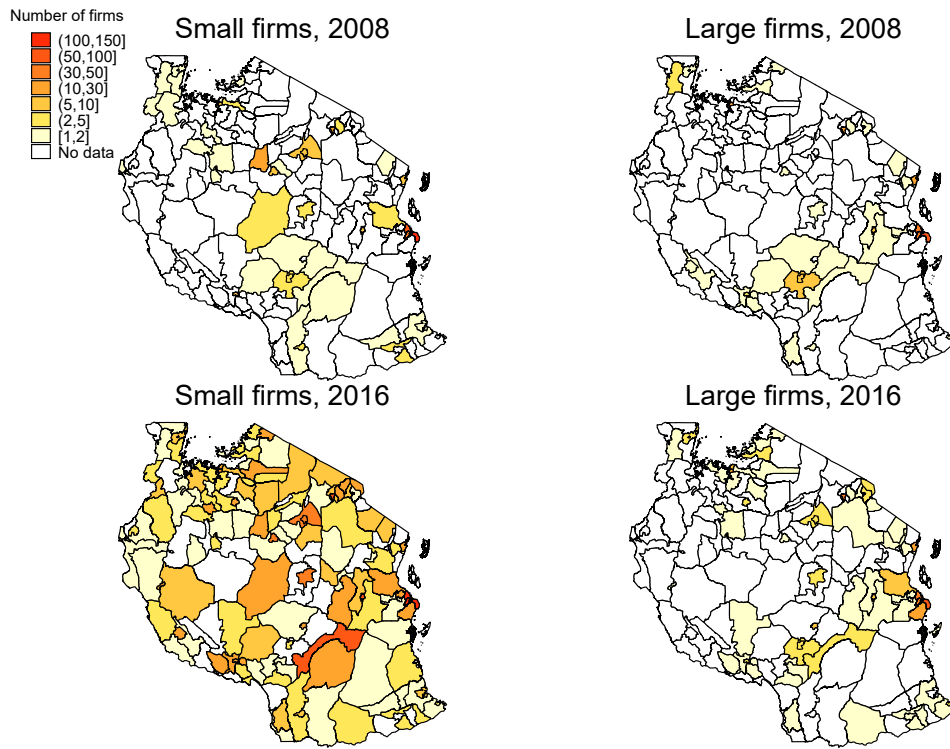 Number of firms
(100,150]
(50,100]
(30,50]
(10,30]
(5,10]
(2,5]
[1,2]
No data
Small firms, 2008
Large firms, 2008
Small firms, 2016
Large firms, 2016